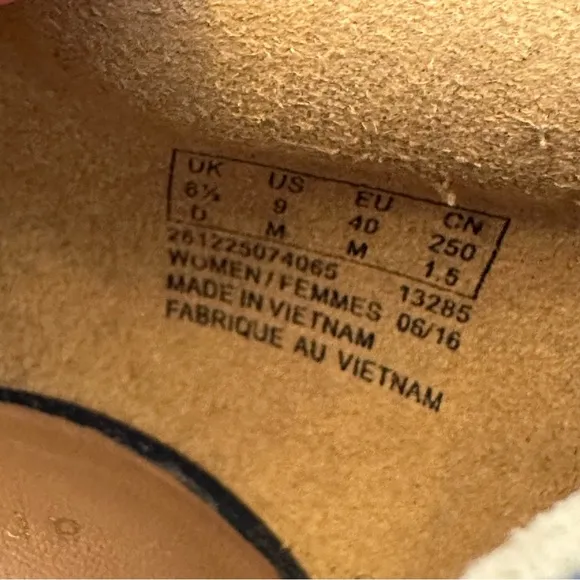 UK US EU CN
6½ 9 40 250
D M M 1.5
261225074065 13285
WOMEN / FEMMES 06/16
MADE IN VIETNAM
FABRIQUE AU VIETNAM